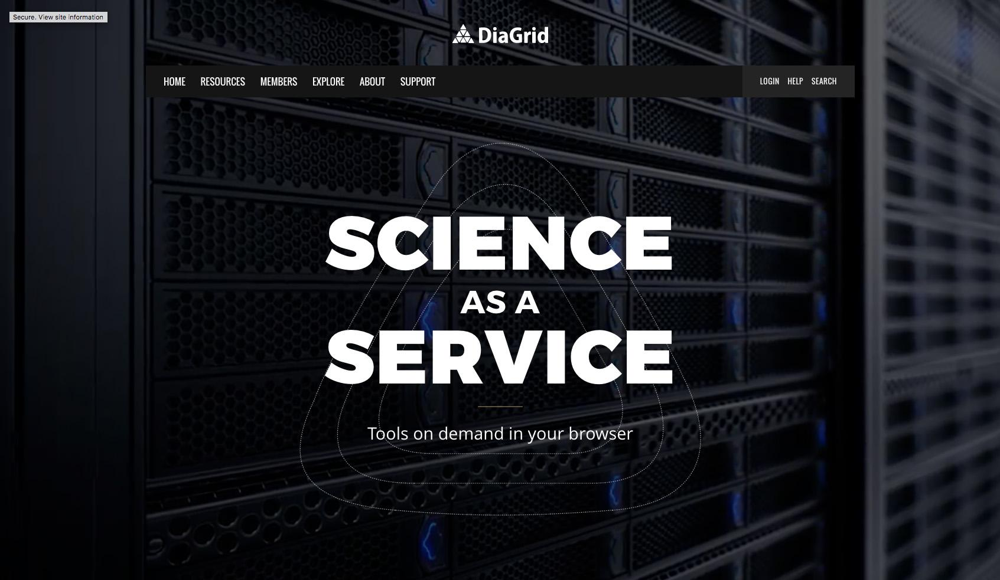 Secure. View site information
DiaGrid
HOME RESOURCES MEMBERS EXPLORE ABOUT SUPPORT LOGIN HELP SEARCH
SCIENCE
AS A
SERVICE
Tools on demand in your browser